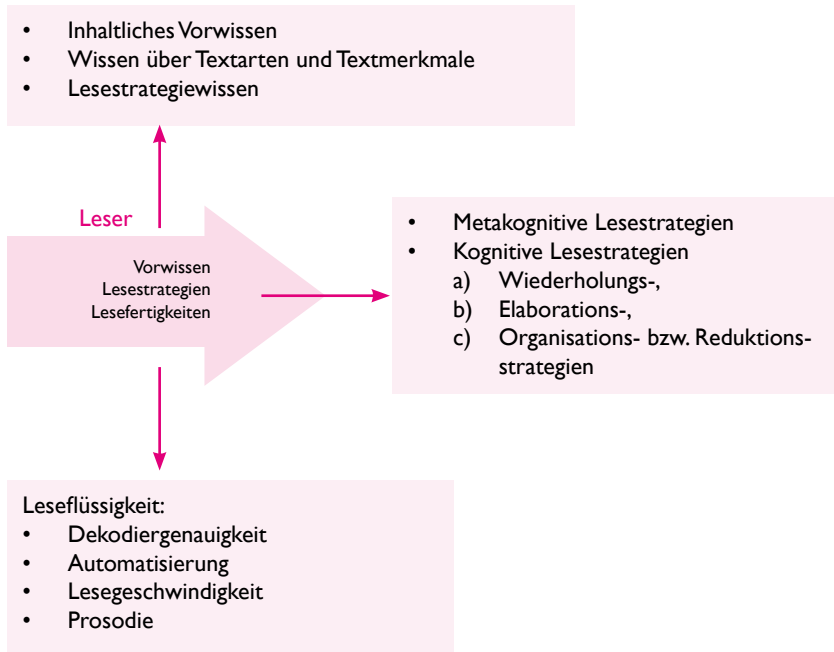 • Inhaltliches Vorwissen
• Wissen über Textarten und Textmerkmale
• Lesestrategiewissen
Leser
Vorwissen
Lesestrategien
Lesefertigkeiten
• Metakognitive Lesestrategien
• Kognitive Lesestrategien
a) Wiederholungs-,
b) Elaborations-,
c) Organisations- bzw. Reduktions-
strategien
Leseflüssigkeit:
• Dekodiergenauigkeit
• Automatisierung
• Lesegeschwindigkeit
• Prosodie